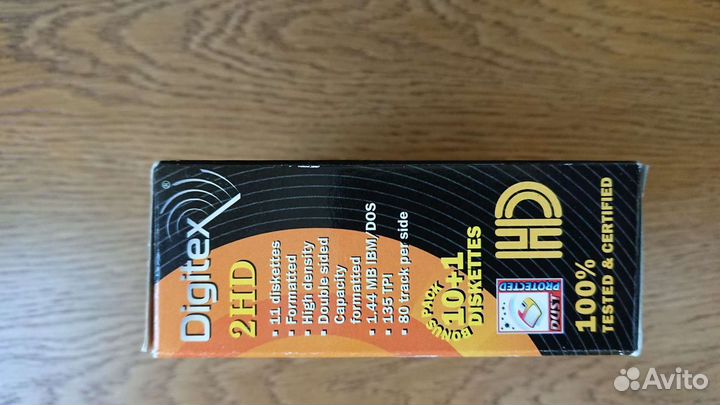 Digitex®
2HD
▪ 11 diskettes
▪ Formatted
▪ High density
▪ Double sided
Capacity
formatted
▪ 1.44 MB IBM/DOS
▪ 135 TPI
▪ 80 track per side
BONUS PACK
10+1
DISKETTES
DUST
PROTECTED
HD
100%
TESTED & CERTIFIED
Avito